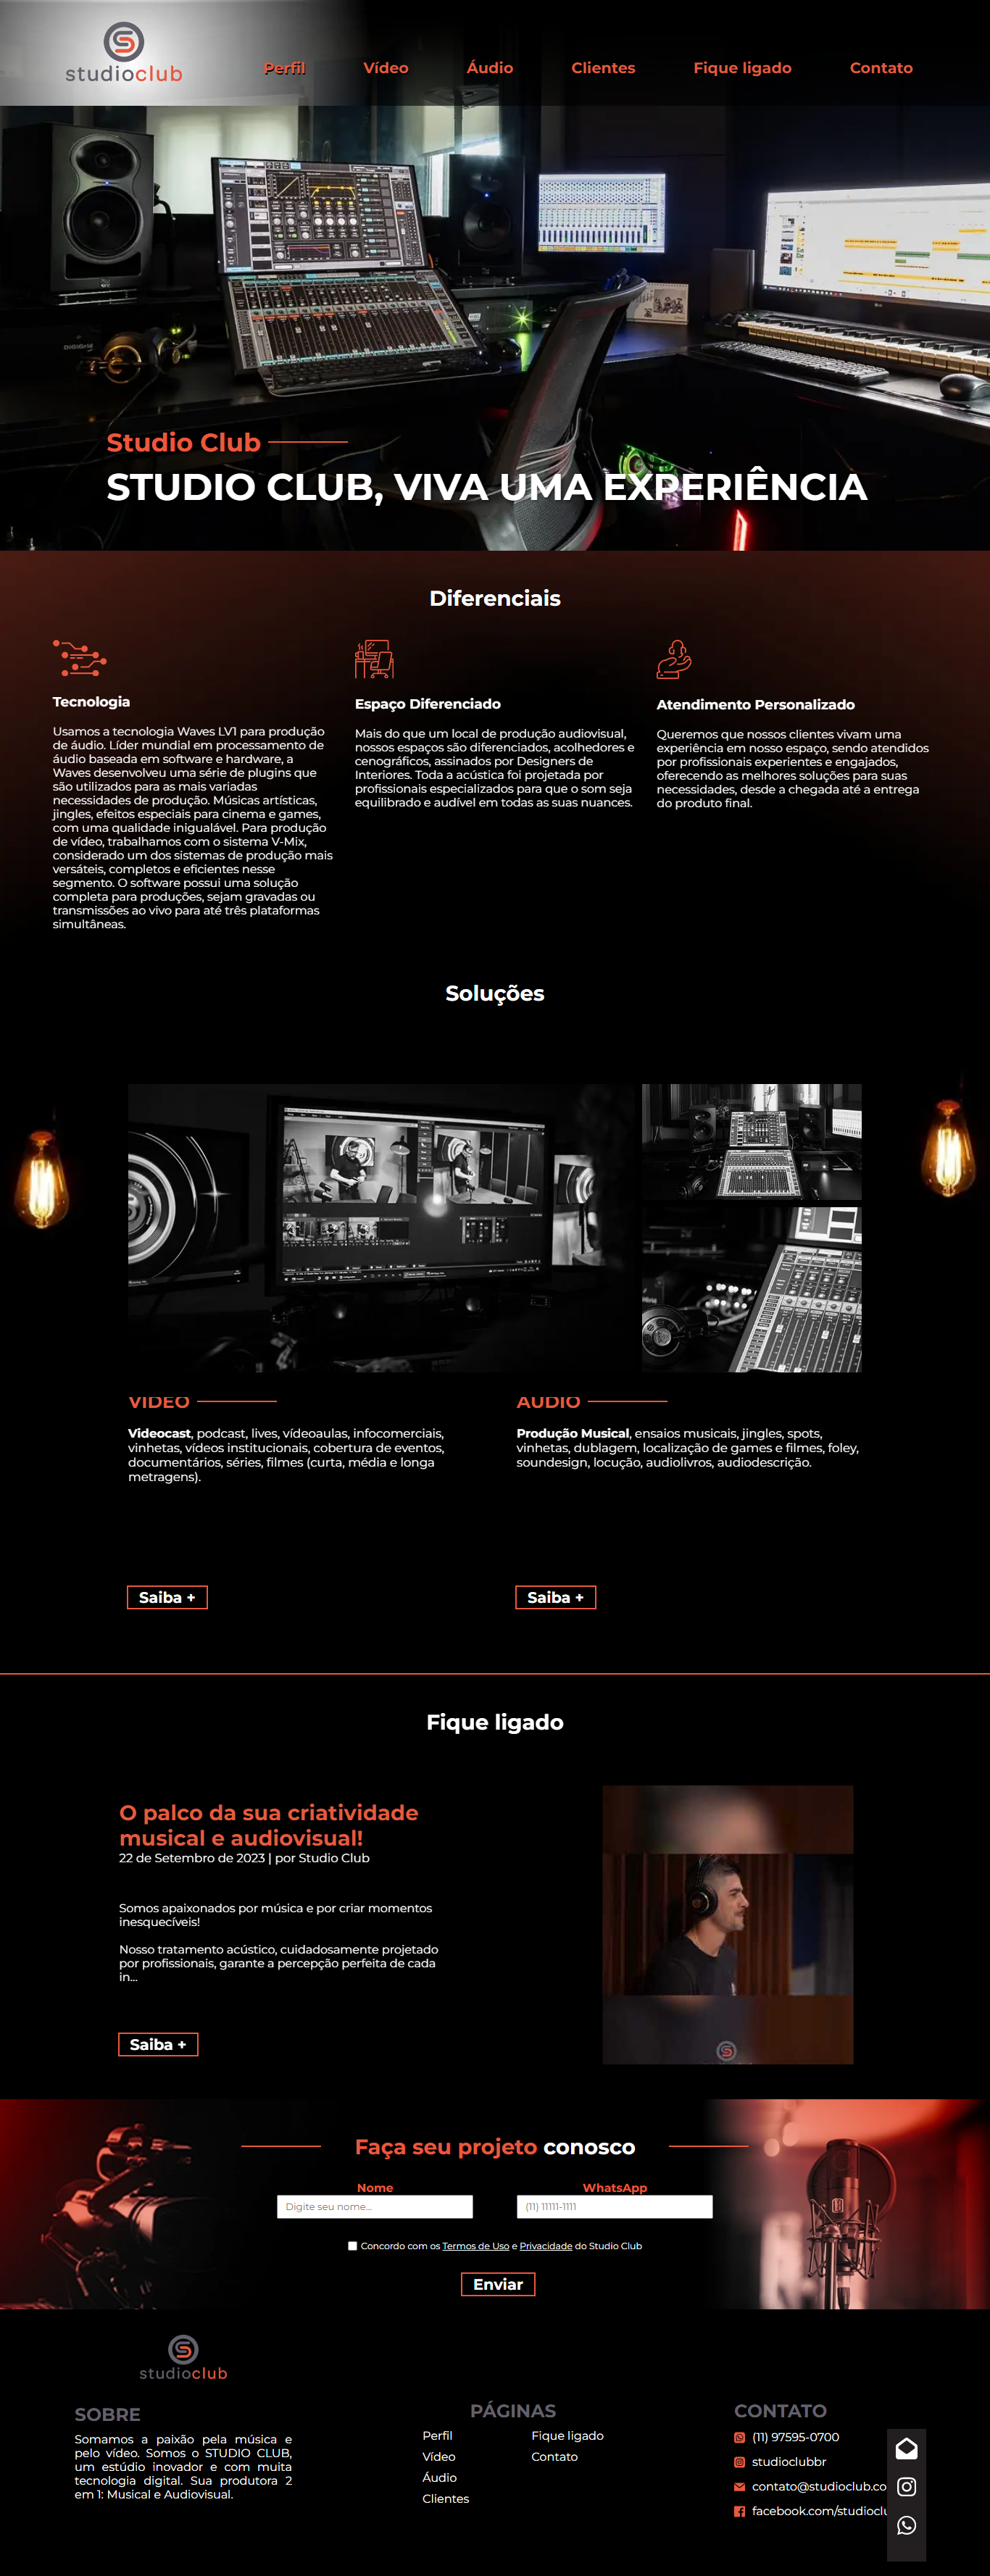 studioclub
Perfil
Vídeo
Áudio
Clientes
Fique ligado
Contato
Studio Club
STUDIO CLUB, VIVA UMA EXPERIÊNCIA
Diferenciais
Tecnologia
Usamos a tecnologia Waves LV1 para produção
de áudio. Líder mundial em processamento de
áudio baseada em software e hardware, a
Waves desenvolveu uma série de plugins que
são utilizados para as mais variadas
necessidades de produção. Músicas artísticas,
jingles, efeitos especiais para cinema e games,
com uma qualidade inigualável. Para produção
de vídeo, trabalhamos com o sistema V-Mix,
considerado um dos sistemas de produção mais
versáteis, completos e eficientes nesse
segmento. O software possui uma solução
completa para produções, sejam gravadas ou
transmissões ao vivo para até três plataformas
simultâneas.
Espaço Diferenciado
Mais do que um local de produção audiovisual,
nossos espaços são diferenciados, acolhedores e
cenográficos, assinados por Designers de
Interiores. Toda a acústica foi projetada por
profissionais especializados para que o som seja
equilibrado e audível em todas as suas nuances.
Atendimento Personalizado
Queremos que nossos clientes vivam uma
experiência em nosso espaço, sendo atendidos
por profissionais experientes e engajados,
oferecendo as melhores soluções para suas
necessidades, desde a chegada até a entrega
do produto final.
Soluções
VÍDEO
Videocast, podcast, lives, vídeoaulas, infocomerciais,
vinhetas, vídeos institucionais, cobertura de eventos,
documentários, séries, filmes (curta, média e longa
metragens).
Saiba +
ÁUDIO
Produção Musical, ensaios musicais, jingles, spots,
vinhetas, dublagem, localização de games e filmes, foley,
soundesign, locução, audiolivros, audiodescrição.
Saiba +
Fique ligado
O palco da sua criatividade
musical e audiovisual!
22 de Setembro de 2023 | por Studio Club
Somos apaixonados por música e por criar momentos
inesquecíveis!
Nosso tratamento acústico, cuidadosamente projetado
por profissionais, garante a percepção perfeita de cada
in...
Saiba +
Faça seu projeto conosco
Nome
Digite seu nome...
WhatsApp
(11) 11111-1111
Concordo com os Termos de Uso e Privacidade do Studio Club
Enviar
studioclub
SOBRE
Somamos a paixão pela música e
pelo vídeo. Somos o STUDIO CLUB,
um estúdio inovador e com muita
tecnologia digital. Sua produtora 2
em 1: Musical e Audiovisual.
PÁGINAS
Perfil
Vídeo
Áudio
Clientes
Fique ligado
Contato
CONTATO
(11) 97595-0700
studioclubbr
contato@studioclub.co
facebook.com/studioclu